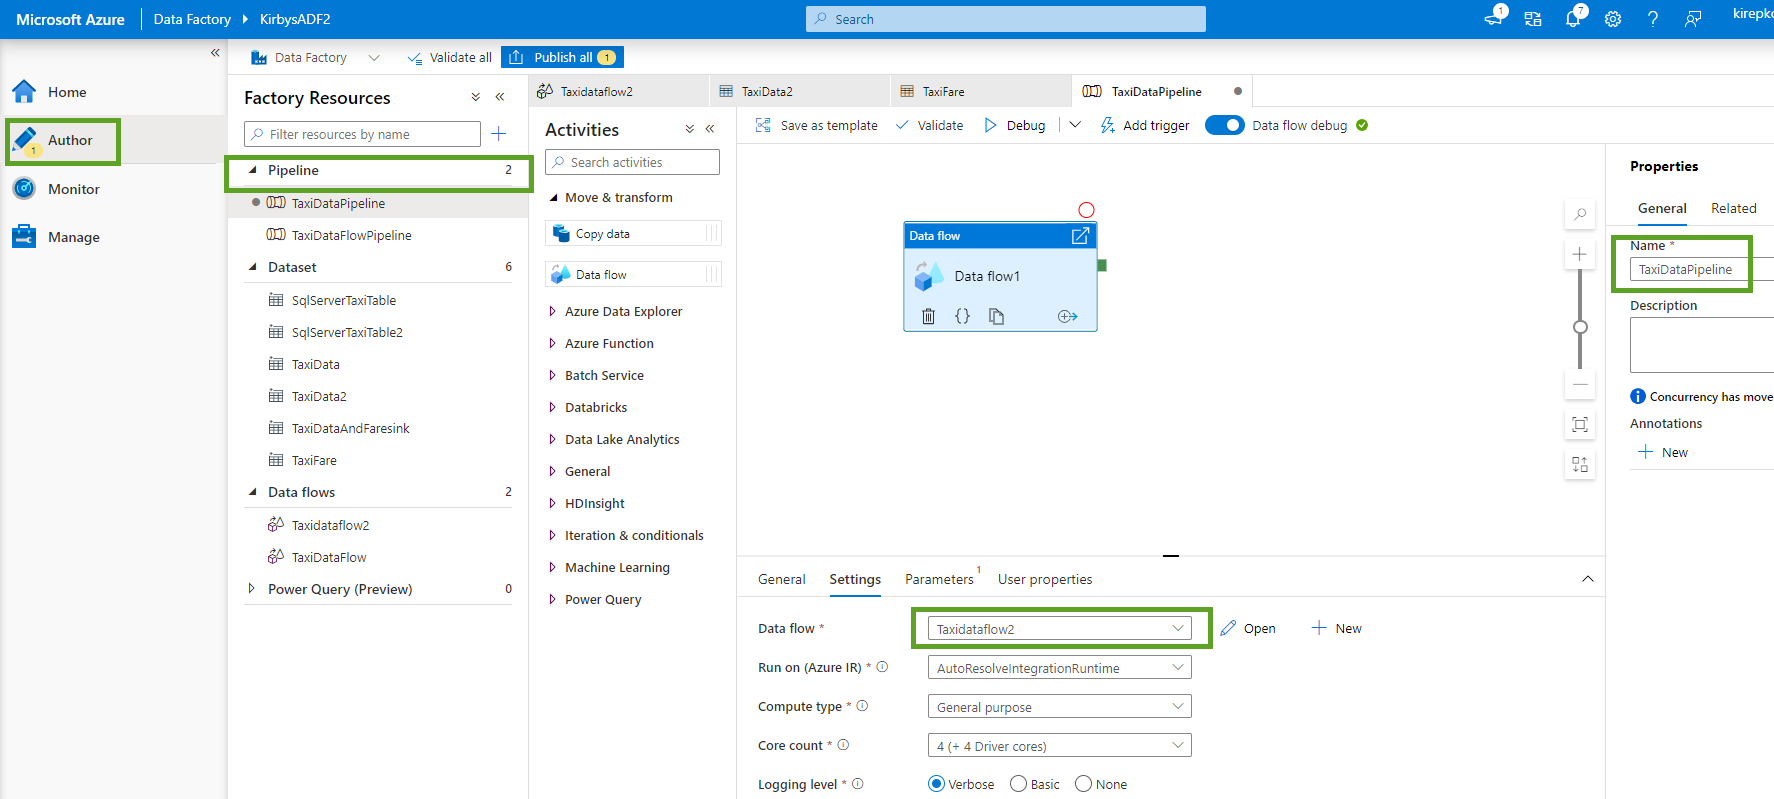 Microsoft Azure
Data Factory
KirbysADF2
Search
1
7
kirepko
Home
Author
1
Monitor
Manage
Data Factory
Validate all
Publish all
1
Factory Resources
Filter resources by name
Pipeline
2
TaxiDataPipeline
TaxiDataFlowPipeline
Dataset
6
SqlServerTaxiTable
SqlServerTaxiTable2
TaxiData
TaxiData2
TaxiDataAndFaresink
TaxiFare
Data flows
2
Taxidataflow2
TaxiDataFlow
Power Query (Preview)
0
Taxidataflow2
TaxiData2
TaxiFare
TaxiDataPipeline
Activities
Search activities
Move & transform
Copy data
Data flow
Azure Data Explorer
Azure Function
Batch Service
Databricks
Data Lake Analytics
General
HDInsight
Iteration & conditionals
Machine Learning
Power Query
Save as template
Validate
Debug
Add trigger
Data flow debug
Data flow
Data flow1
{}
General
Settings
Parameters
1
User properties
Data flow *
Taxidataflow2
Open
New
Run on (Azure IR) *
AutoResolveIntegrationRuntime
Compute type *
General purpose
Core count *
4 (+ 4 Driver cores)
Logging level *
Verbose
Basic
None
Properties
General
Related
Name *
TaxiDataPipeline
Description
Concurrency has move
Annotations
New